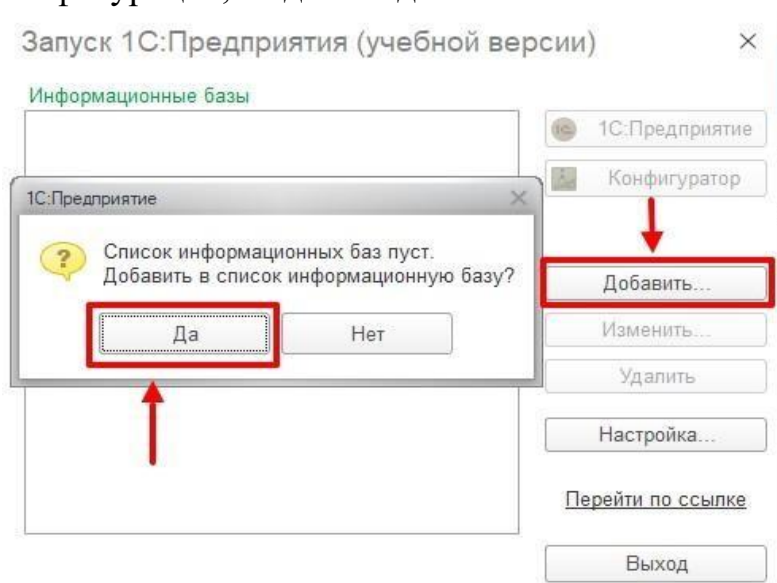 Запуск 1С:Предприятия (учебной версии)
Информационные базы
1С:Предприятие
Конфигуратор
1С:Предприятие
Список информационных баз пуст.
Добавить в список информационную базу?
Да
Нет
Добавить...
Изменить...
Удалить
Настройка...
Перейти по ссылке
Выход